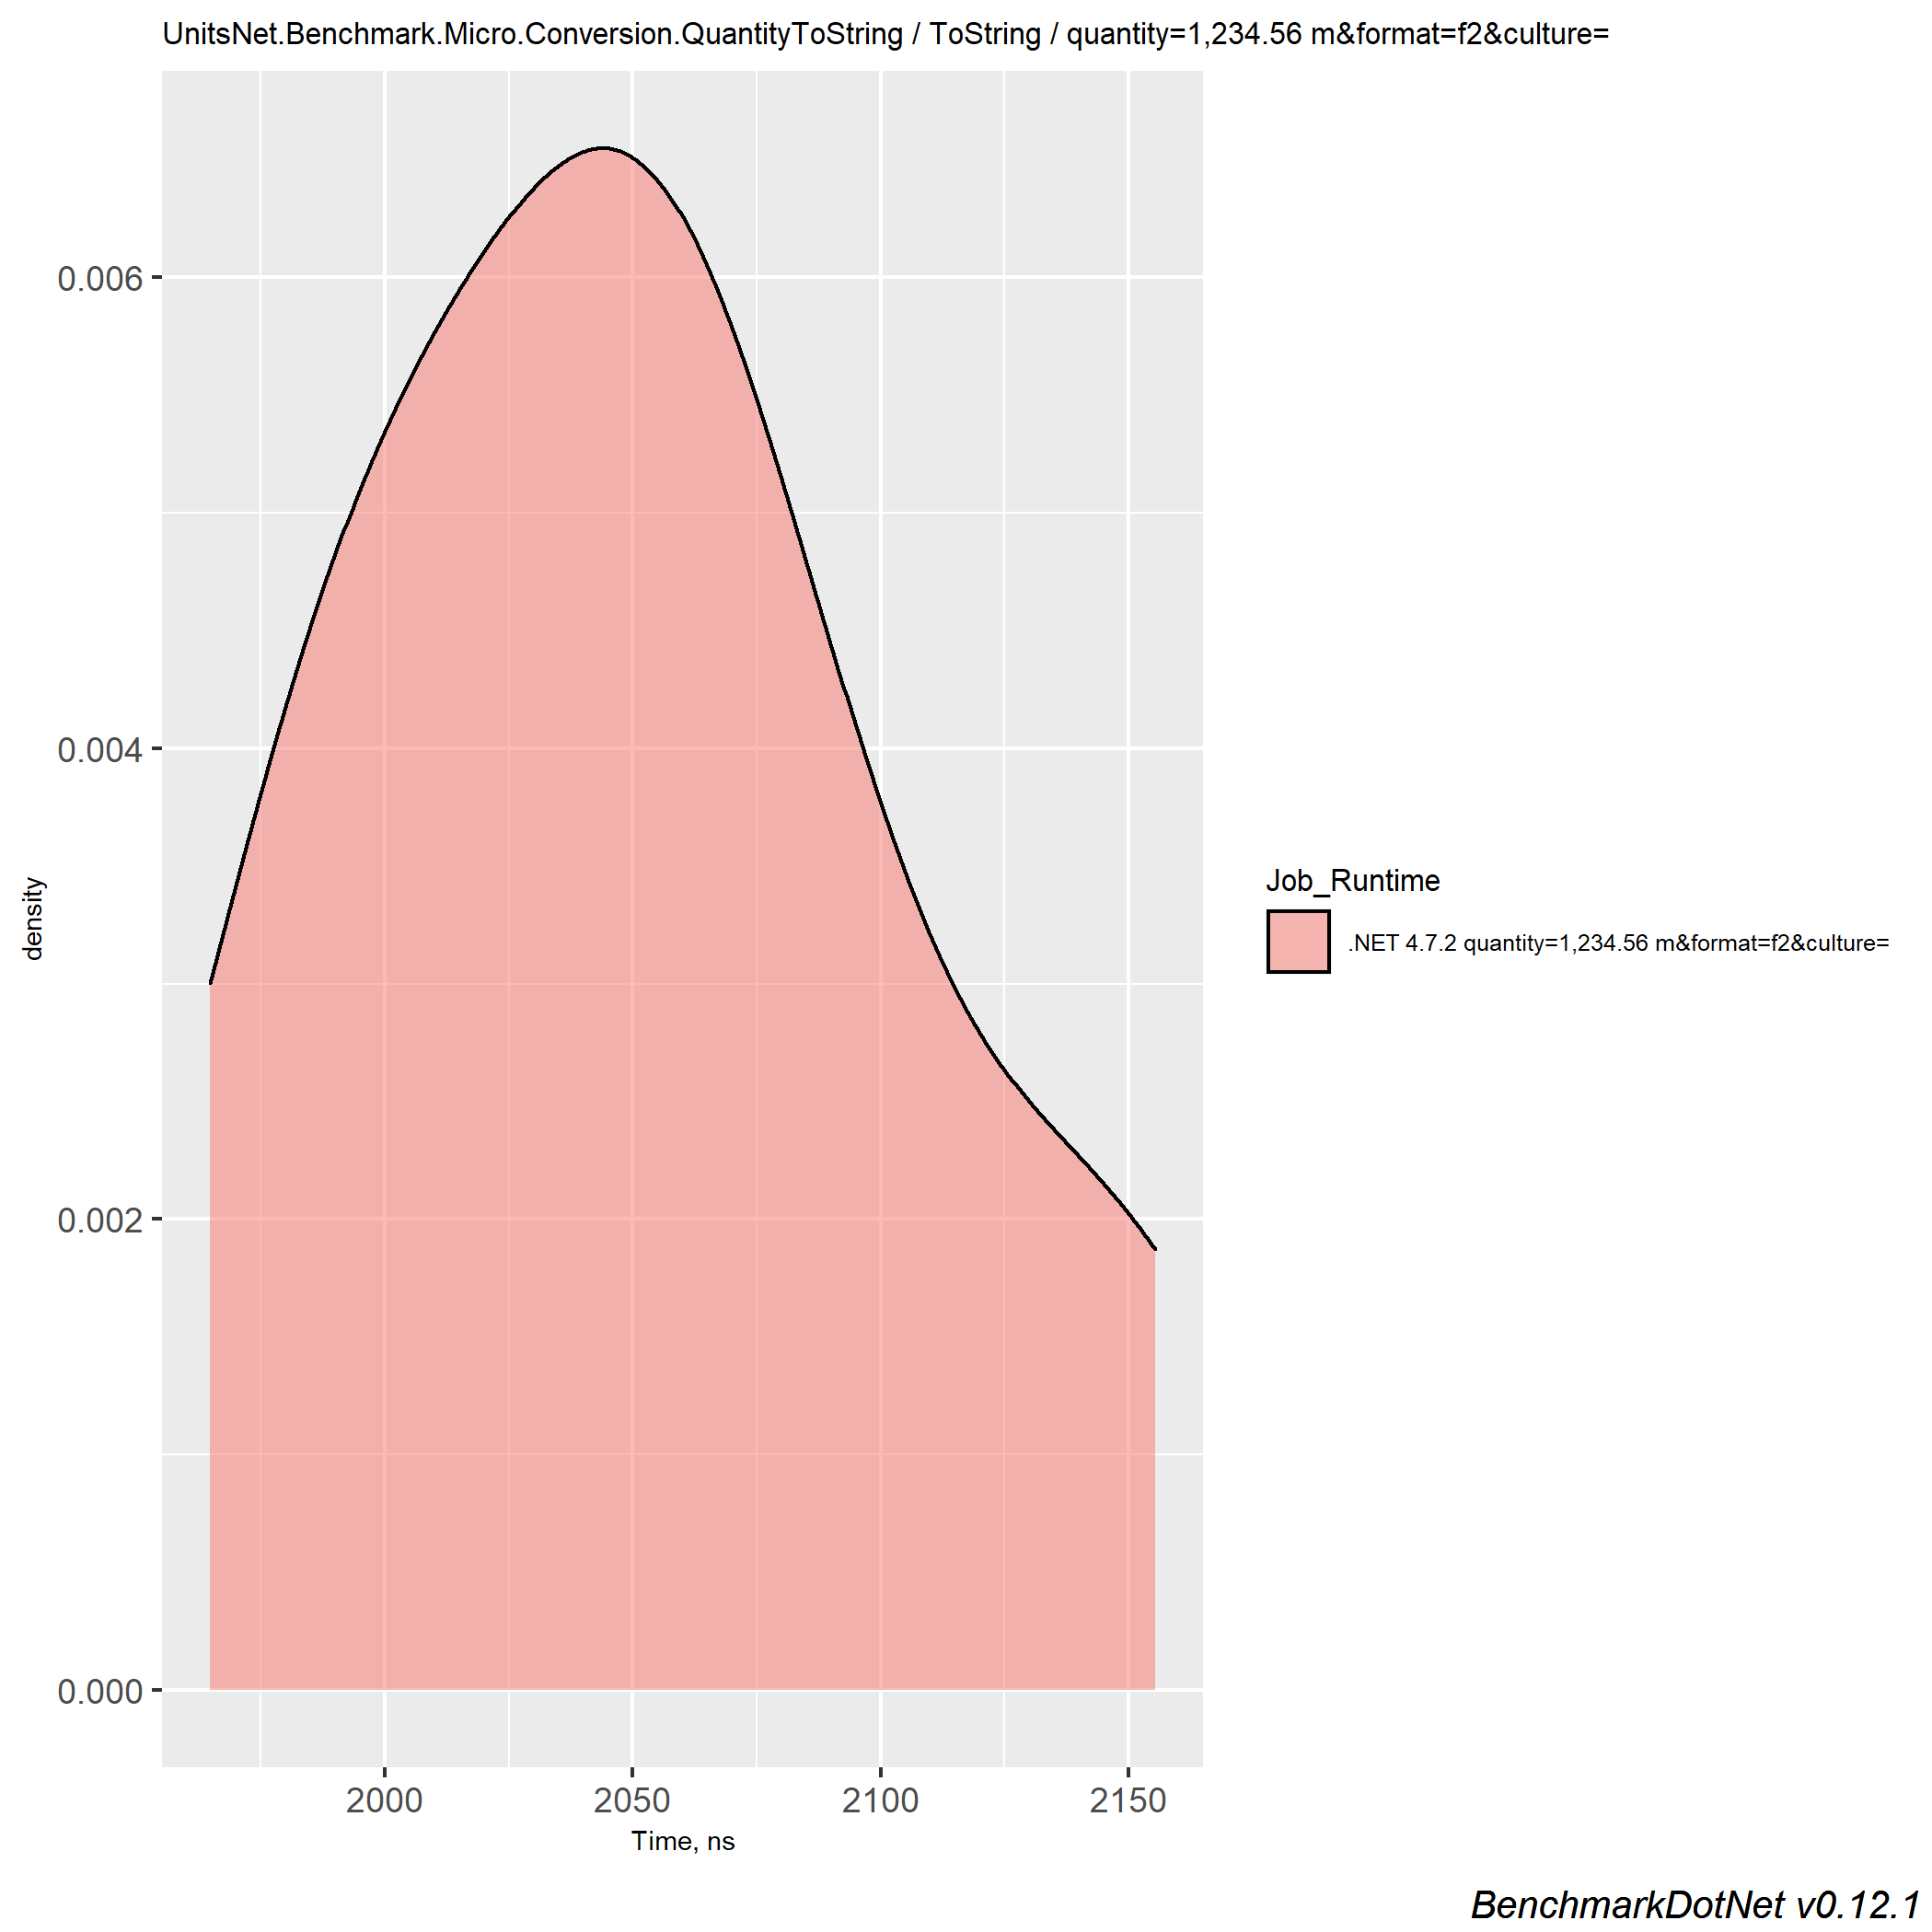 UnitsNet.Benchmark.Micro.Conversion.QuantityToString / ToString / quantity=1,234.56 m&format=f2&culture=
0.006
0.004
0.002
0.000
density
2000 2050 2100 2150
Time, ns
Job_Runtime
.NET 4.7.2 quantity=1,234.56 m&format=f2&culture=
BenchmarkDotNet v0.12.1